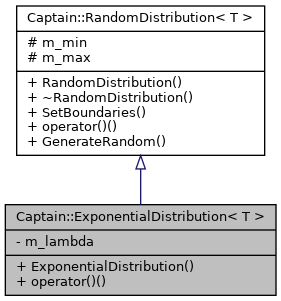 Captain::RandomDistribution< T >
# m_min
# m_max
+ RandomDistribution()
+ ~RandomDistribution()
+ SetBoundaries()
+ operator()()
+ GenerateRandom()
Captain::ExponentialDistribution< T >
- m_lambda
+ ExponentialDistribution()
+ operator()()